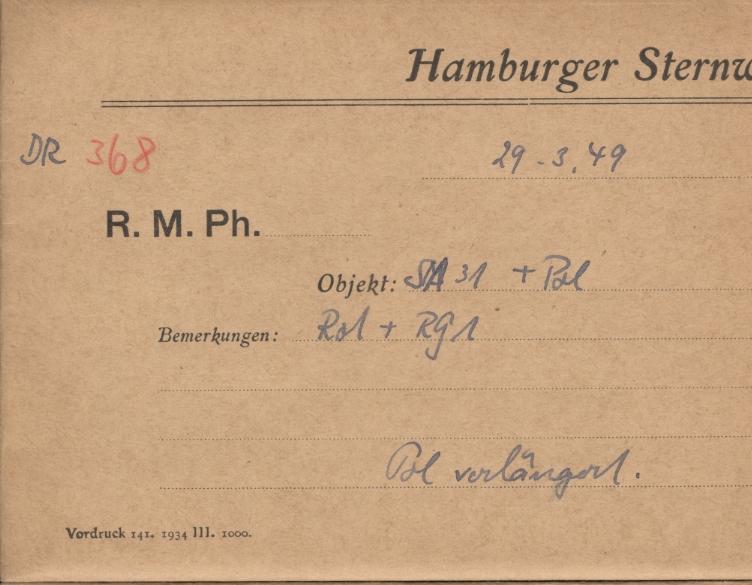 Hamburger Sternw
DR 368
29.3.49
R. M. Ph.
Objekt: SA 31 + Pol
Bemerkungen: Rot + RG1
Pol verlängert.
Vordruck 141. 1934 III. 1000.